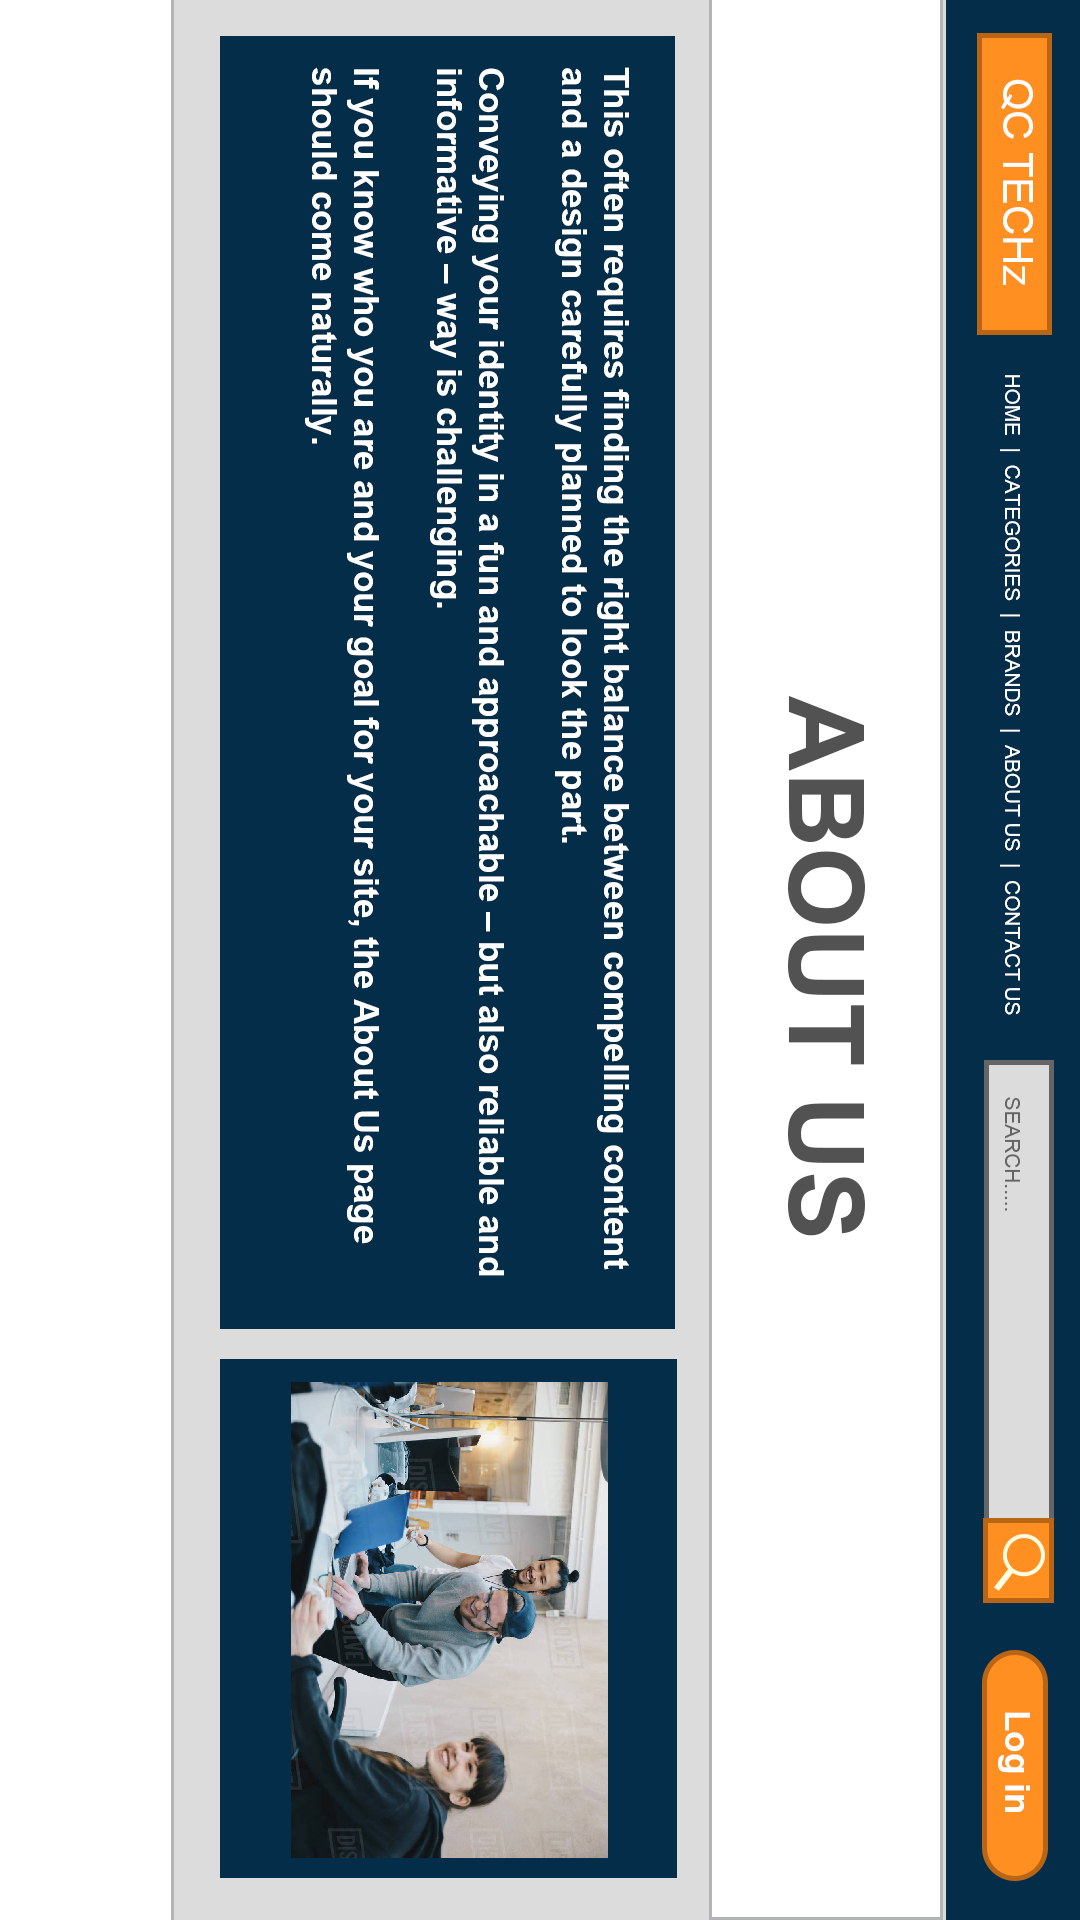 QC TECHz
HOME | CATEGORIES | BRANDS | ABOUT US | CONTACT US
SEARCH.....
Log in
ABOUT US
This often requires finding the right balance between compelling content
and a design carefully planned to look the part.
Conveying your identity in a fun and approachable – but also reliable and
informative – way is challenging.
If you know who you are and your goal for your site, the About Us page
should come naturally.